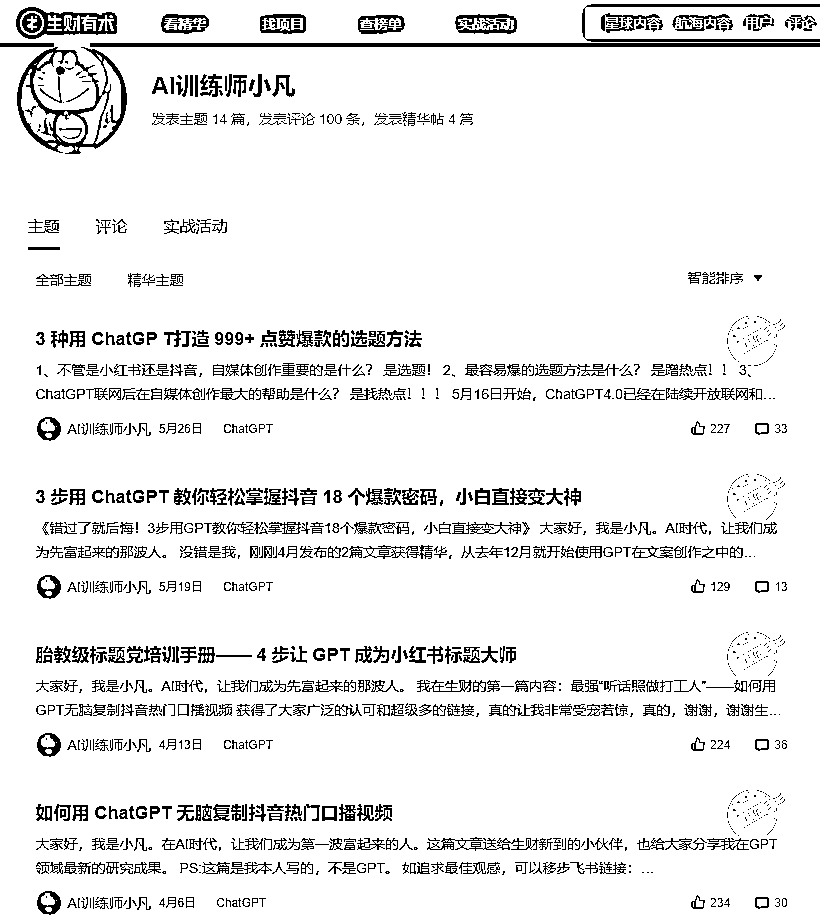 生财有术 看精华 找项目 查榜单 实战活动 星球内容 航海内容 用户 评论
AI训练师小凡
发表主题 14 篇，发表评论 100 条，发表精华帖 4 篇
主题 评论 实战活动
全部主题 精华主题 智能排序
3 种用 ChatGP T打造 999+ 点赞爆款的选题方法
1、不管是小红书还是抖音，自媒体创作重要的是什么？ 是选题！ 2、最容易爆的选题方法是什么？ 是蹭热点！！ 3、
ChatGPT联网后在自媒体创作最大的帮助是什么？ 是找热点！！！ 5月16日开始，ChatGPT4.0已经在陆续开放联网和...
AI训练师小凡, 5月26日 ChatGPT 227 33
3 步用 ChatGPT 教你轻松掌握抖音 18 个爆款密码，小白直接变大神
《错过了就后悔！3步用GPT教你轻松掌握抖音18个爆款密码，小白直接变大神》 大家好，我是小凡。AI时代，让我们成
为先富起来的那波人。 没错是我，刚刚4月发布的2篇文章获得精华，从去年12月就开始使用GPT在文案创作之中的...
AI训练师小凡, 5月19日 ChatGPT 129 13
胎教级标题党培训手册—— 4 步让 GPT 成为小红书标题大师
大家好，我是小凡。AI时代，让我们成为先富起来的那波人。 我在生财的第一篇内容：最强“听话照做打工人”——如何用
GPT无脑复制抖音热门口播视频 获得了大家广泛的认可和超级多的链接，真的让我非常受宠若惊，真的，谢谢，谢谢生...
AI训练师小凡, 4月13日 ChatGPT 224 36
如何用 ChatGPT 无脑复制抖音热门口播视频
大家好，我是小凡。在AI时代，让我们成为第一波富起来的人。这篇文章送给生财新到的小伙伴，也给大家分享我在GPT
领域最新的研究成果。 PS:这篇是我本人写的，不是GPT。 如追求最佳观感，可以移步飞书链接：...
AI训练师小凡, 4月6日 ChatGPT 234 30